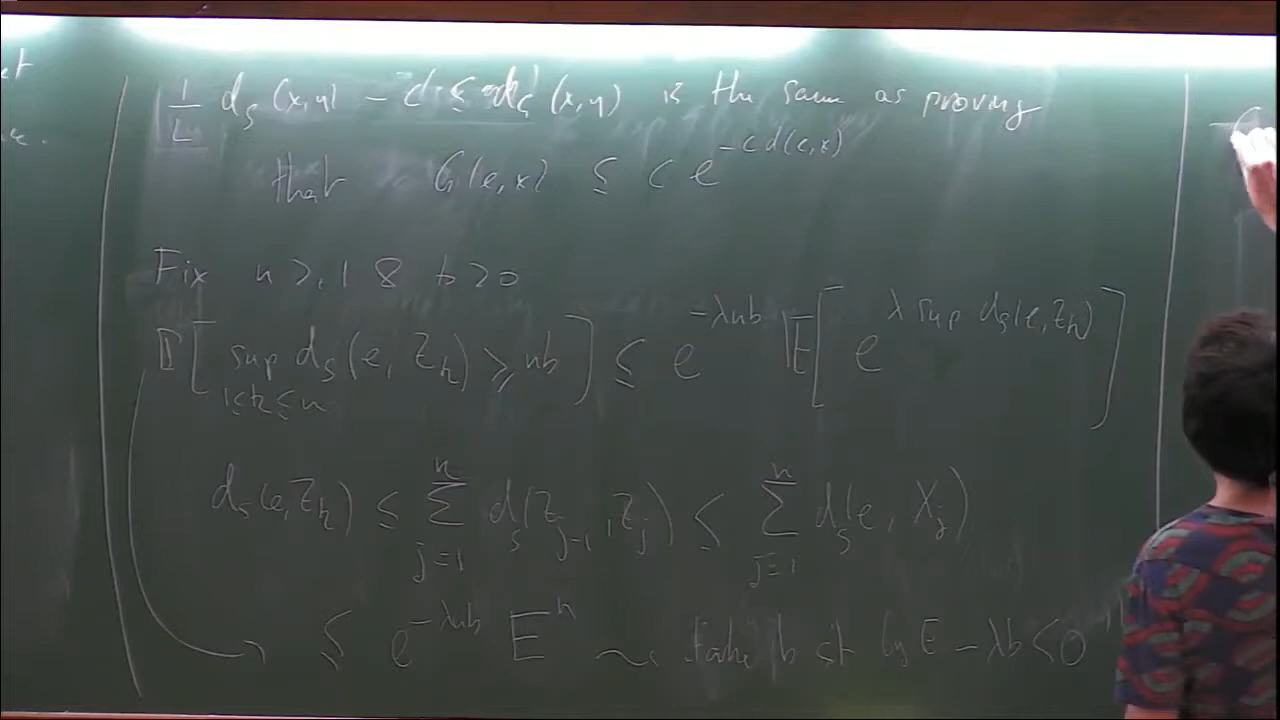 1/L d_S(x,y) - C ≤ d_G(x,y) is the same as proving
that G(e,x) ≤ C e^{-c d(e,x)}
Fix n ≥ 1 & b > 0
ℙ[ sup_{1≤k≤n} d_S(e, Z_k) ≥ nb ] ≤ e^{-λnb} 𝔼[ e^{λ sup d_S(e, Z_k)} ]
d_S(e, Z_k) ≤ Σ_{j=1}^{n} d_S(Z_{j-1}, Z_j) ≤ Σ_{j=1}^{n} d_S(e, X_j)
≤ e^{-λnb} E^n ⇝ take b st log E - λb < 0